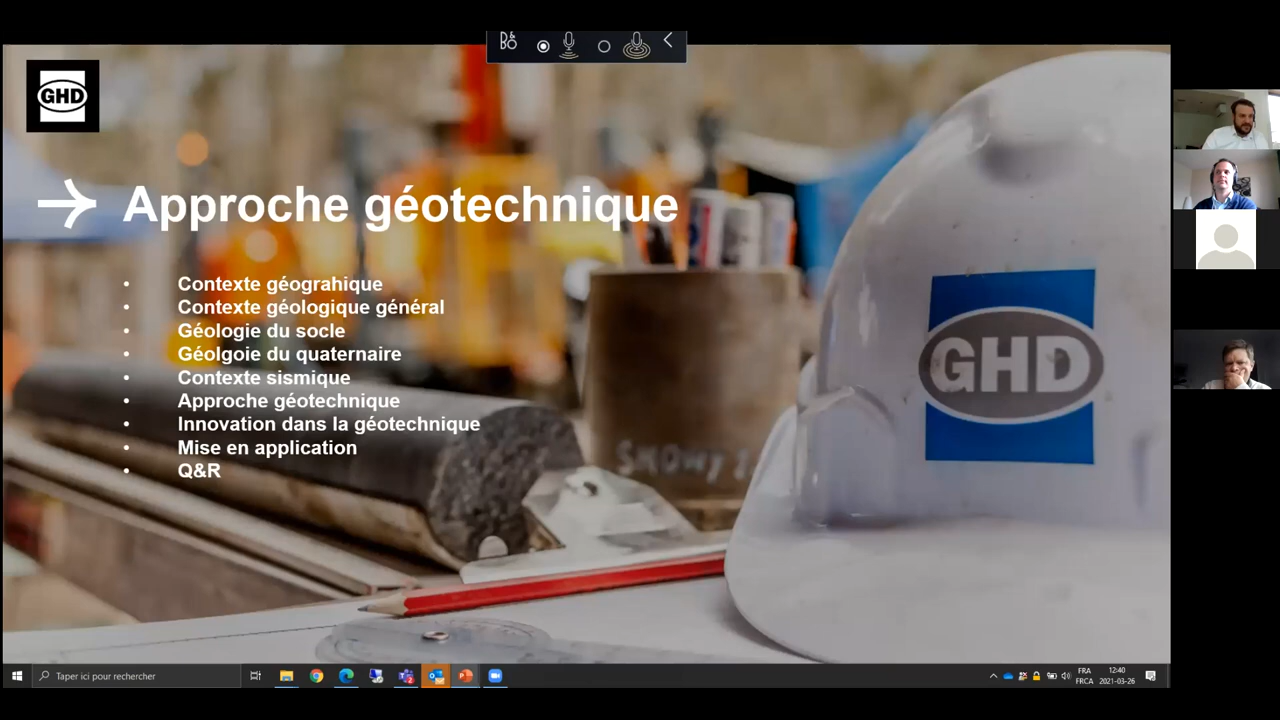 B&O
GHD
Approche géotechnique
• Contexte géograhique
• Contexte géologique général
• Géologie du socle
• Géolgoie du quaternaire
• Contexte sismique
• Approche géotechnique
• Innovation dans la géotechnique
• Mise en application
• Q&R
GHD
Taper ici pour rechercher
FRA
FRCA
12:40
2021-03-26